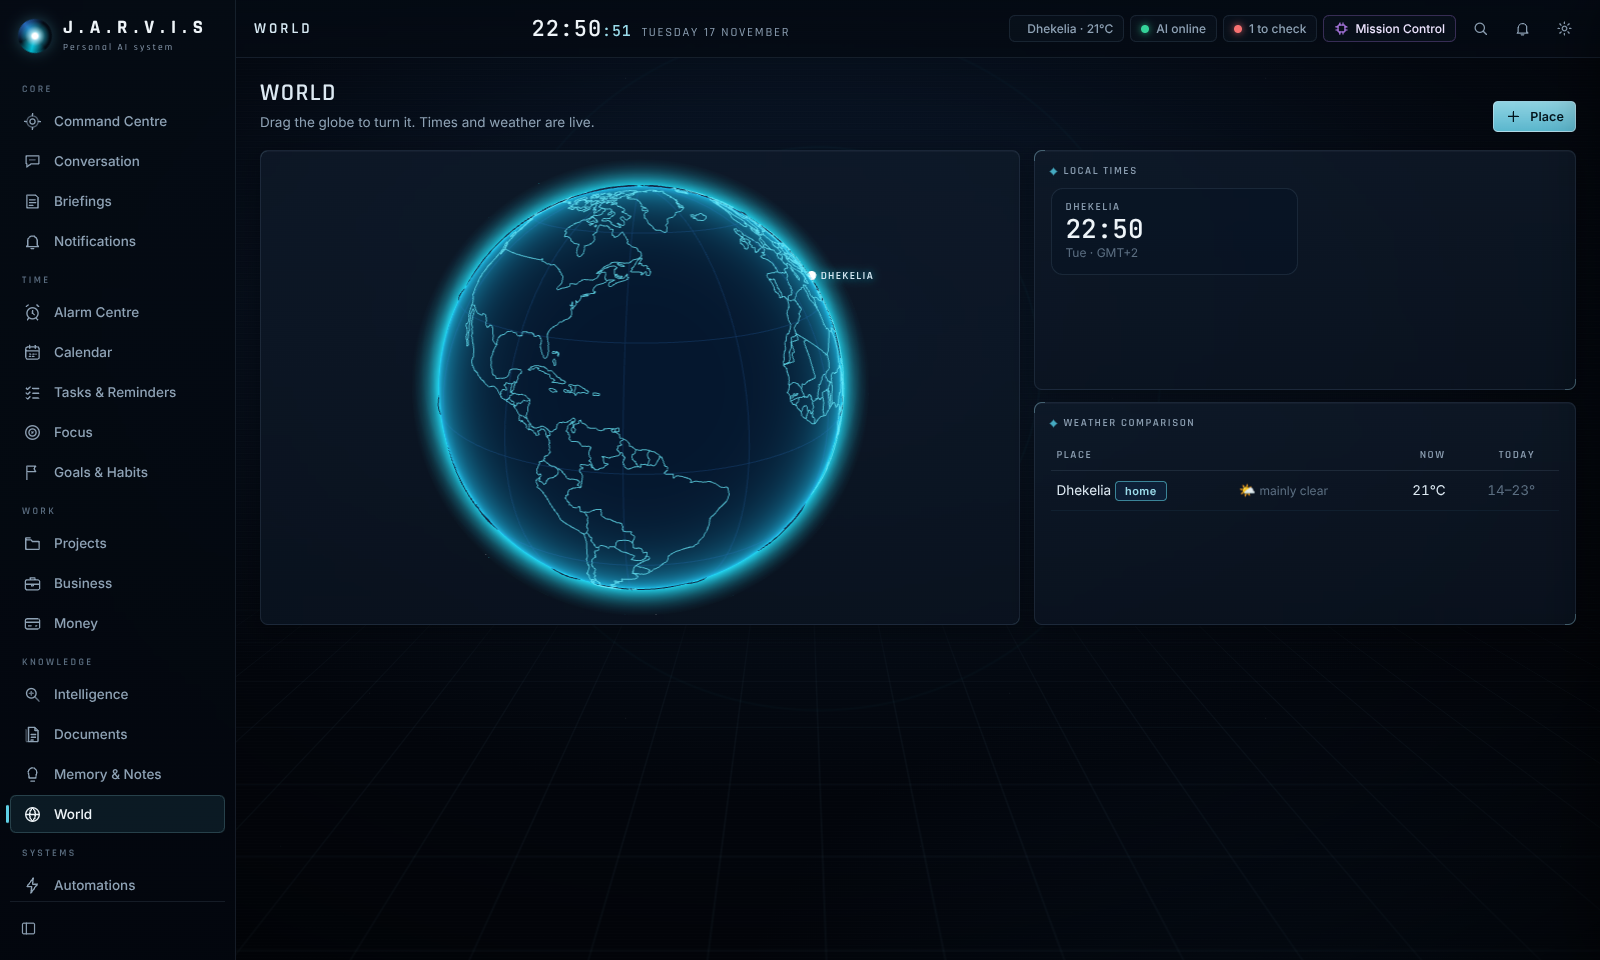 J.A.R.V.I.S
Personal AI system
CORE
Command Centre
Conversation
Briefings
Notifications
TIME
Alarm Centre
Calendar
Tasks & Reminders
Focus
Goals & Habits
WORK
Projects
Business
Money
KNOWLEDGE
Intelligence
Documents
Memory & Notes
World
SYSTEMS
Automations
WORLD
22:50:51 TUESDAY 17 NOVEMBER
Dhekelia · 21°C
AI online
1 to check
Mission Control
WORLD
Drag the globe to turn it. Times and weather are live.
+ Place
DHEKELIA
LOCAL TIMES
DHEKELIA
22:50
Tue · GMT+2
WEATHER COMPARISON
PLACE NOW TODAY
Dhekelia home mainly clear 21°C 14–23°